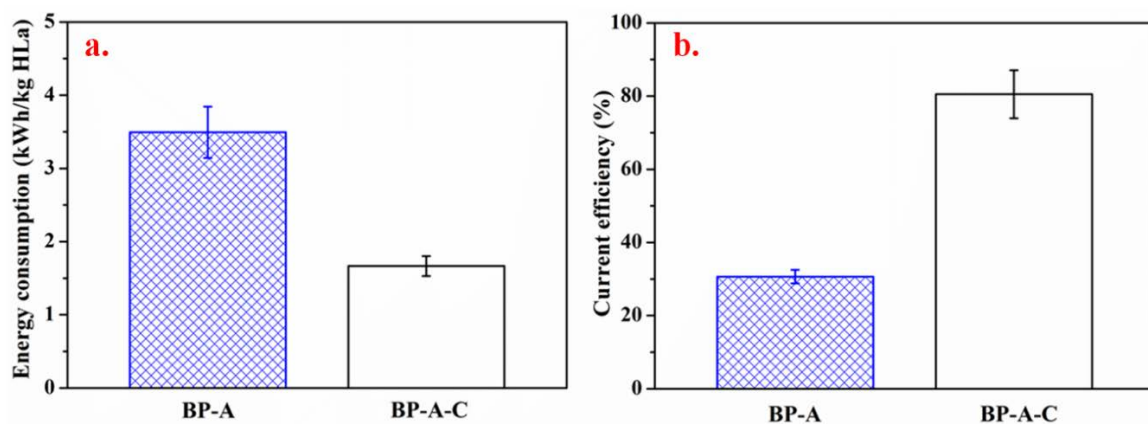 a.
Energy consumption (kWh/kg HLa)
5
4
3
2
1
0
BP-A
BP-A-C
b.
Current efficiency (%)
100
80
60
40
20
0
BP-A
BP-A-C